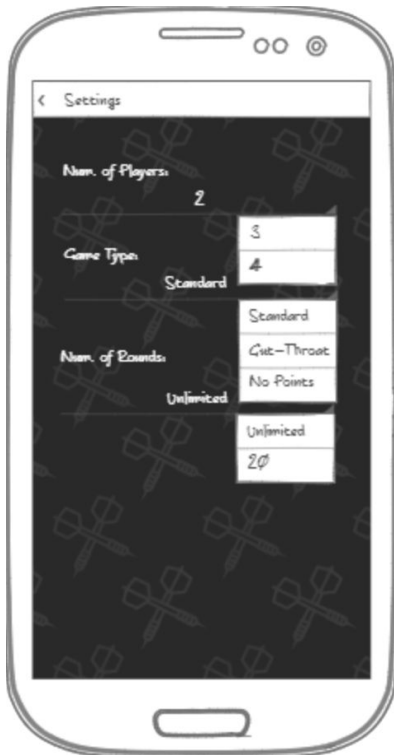 < Settings
Num. of Players:
2
3
4
Game Type:
Standard
Standard
Cut-Throat
No Points
Num. of Rounds:
Unlimited
Unlimited
20